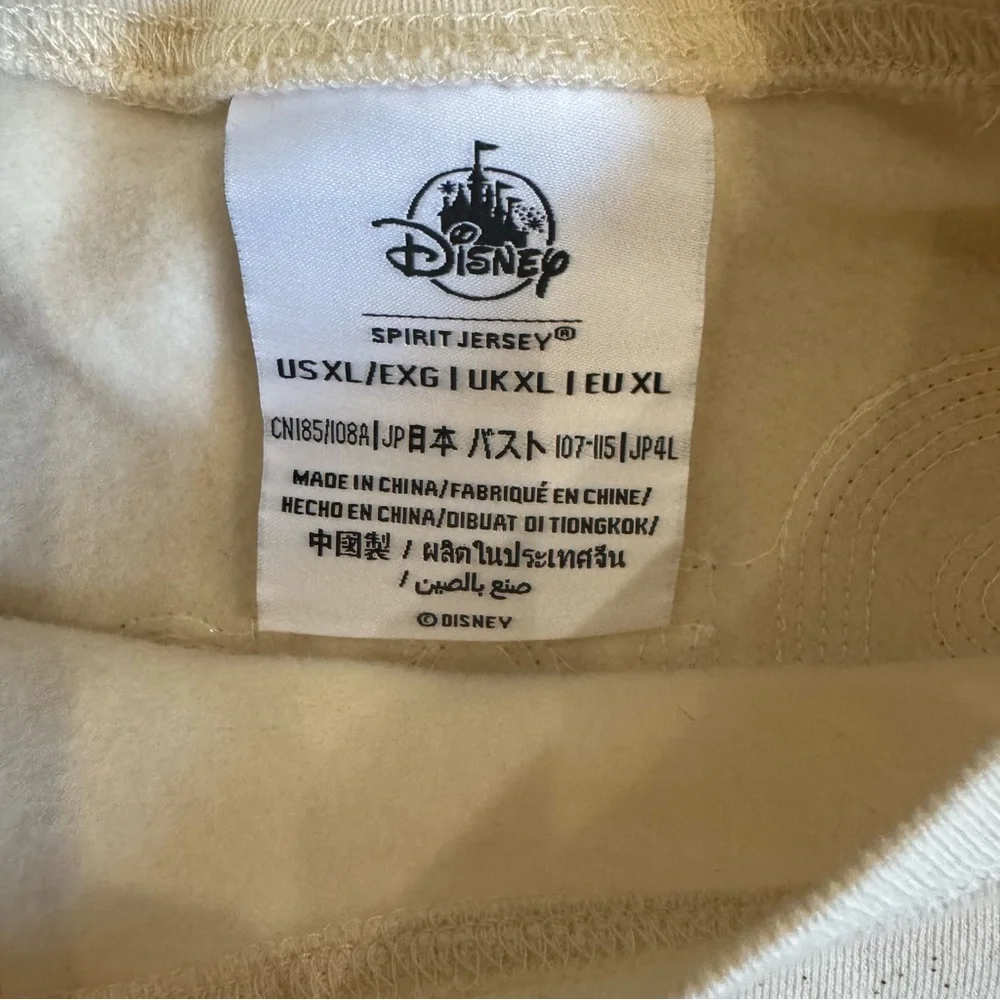 Disney
SPIRIT JERSEY®
US XL/EXG | UK XL | EU XL
CN185/108A|JP日本 バスト 107-115|JP4L
MADE IN CHINA/FABRIQUÉ EN CHINE/
HECHO EN CHINA/DIBUAT DI TIONGKOK/
中國製 / ผลิตในประเทศจีน
/ صنع بالصين
© DISNEY